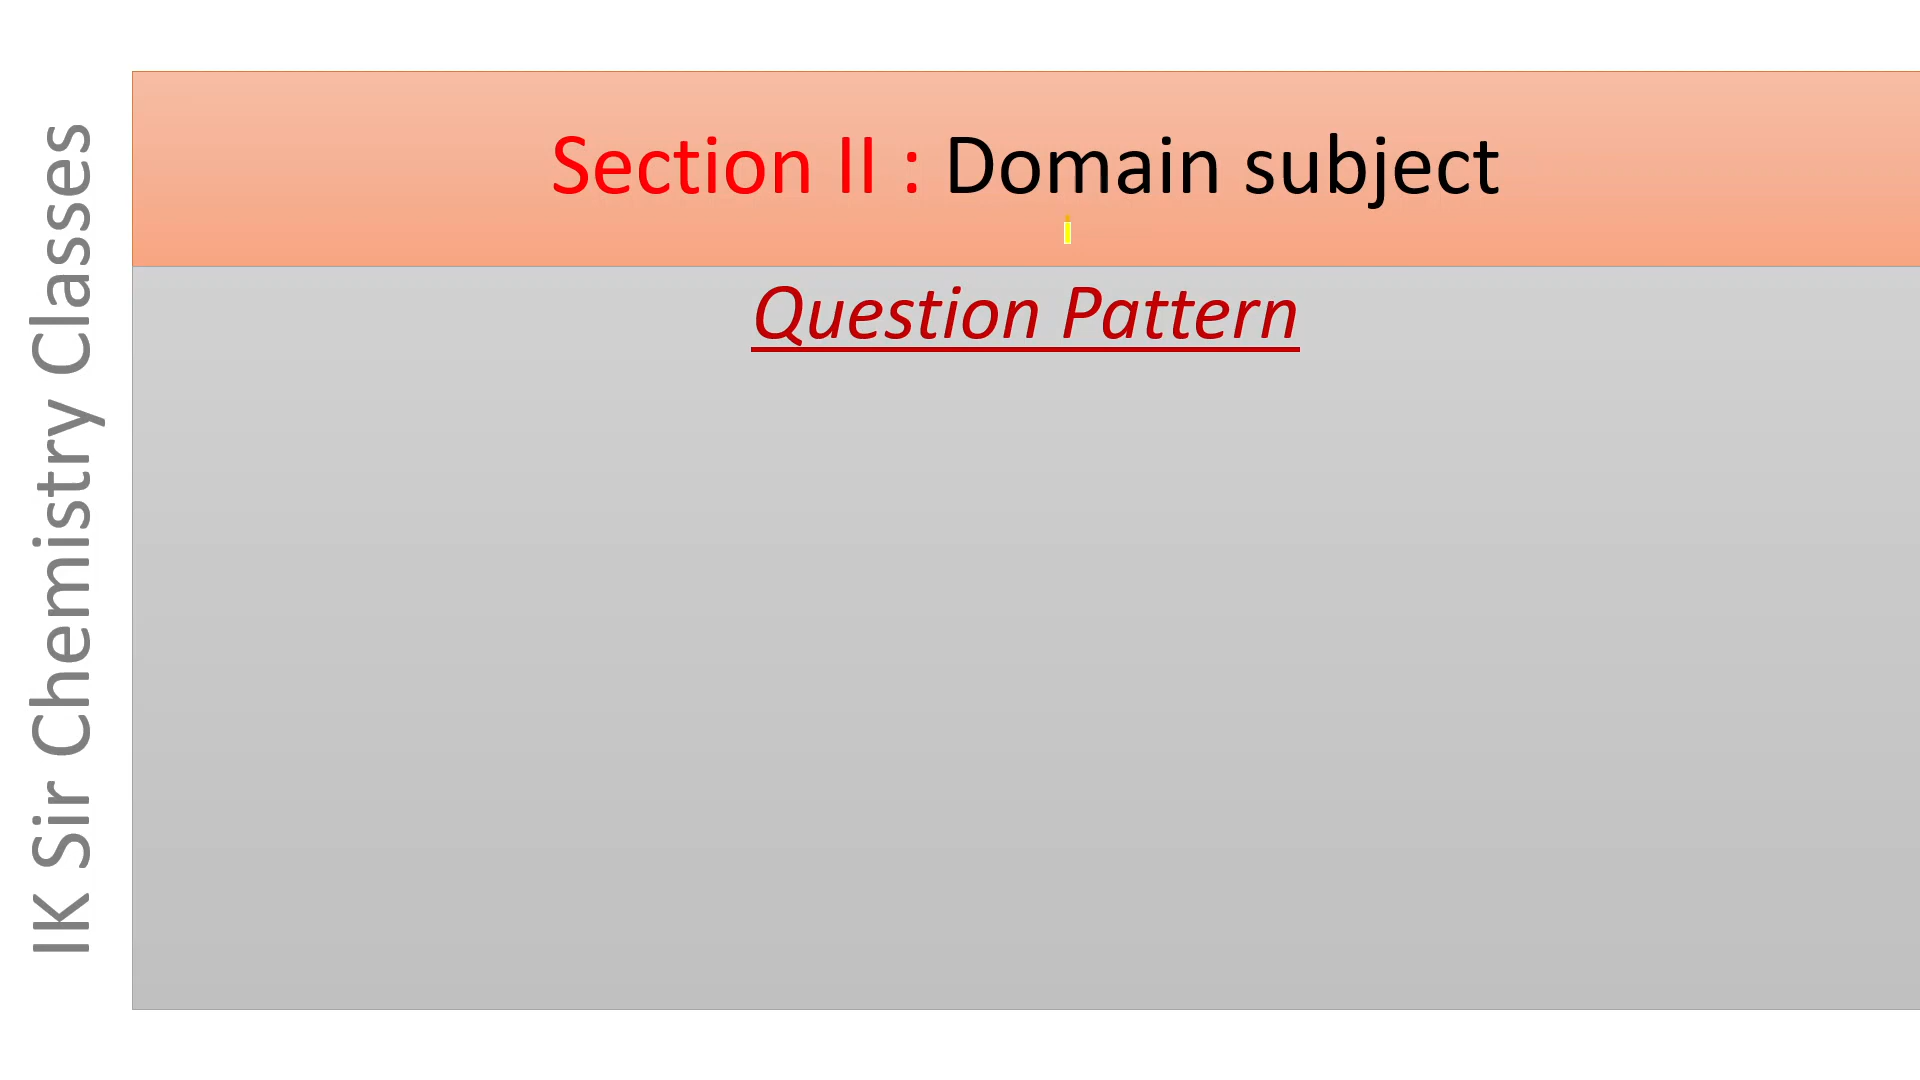 IK Sir Chemistry Classes
Section II : Domain subject
Question Pattern